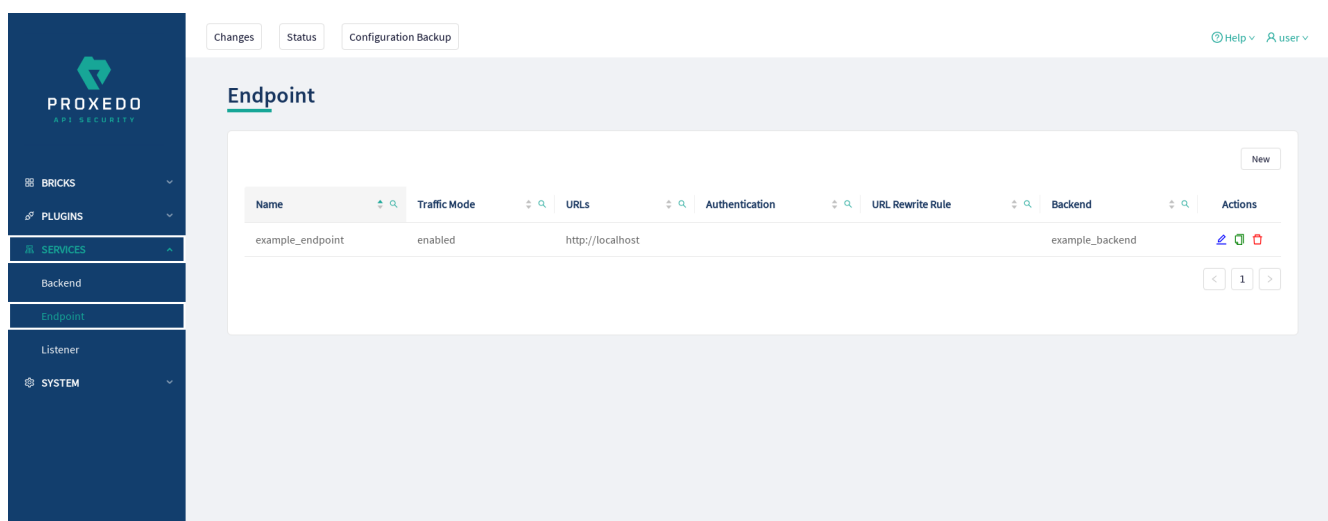 Changes Status Configuration Backup Help user
PROXEDO
API SECURITY
Endpoint
New
BRICKS
PLUGINS
SERVICES
Backend
Endpoint
Listener
SYSTEM
Name Traffic Mode URLs Authentication URL Rewrite Rule Backend Actions
example_endpoint enabled http://localhost example_backend
1